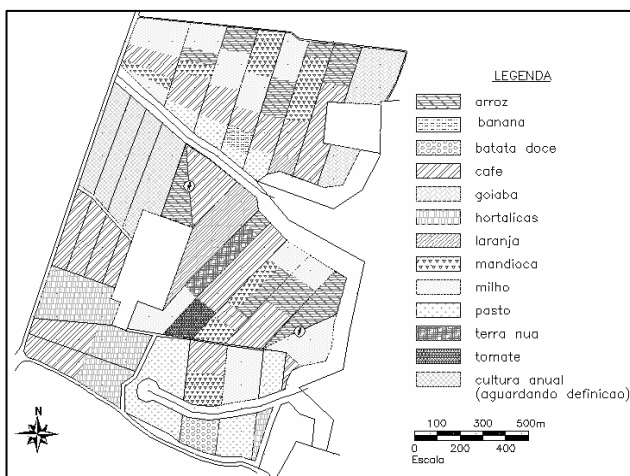 LEGENDA
arroz
banana
batata doce
cafe
goiaba
hortalicas
laranja
mandioca
milho
pasto
terra nua
tomate
cultura anual
(aguardando definicao)
N
100 300 500m
0 200 400
Escala